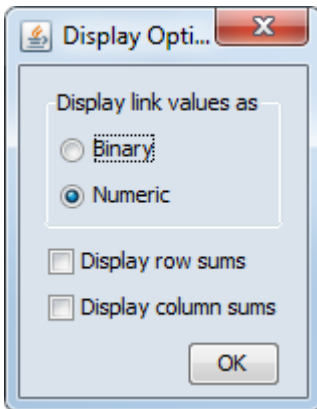 Display Opti...
Display link values as
Binary
Numeric
Display row sums
Display column sums
OK